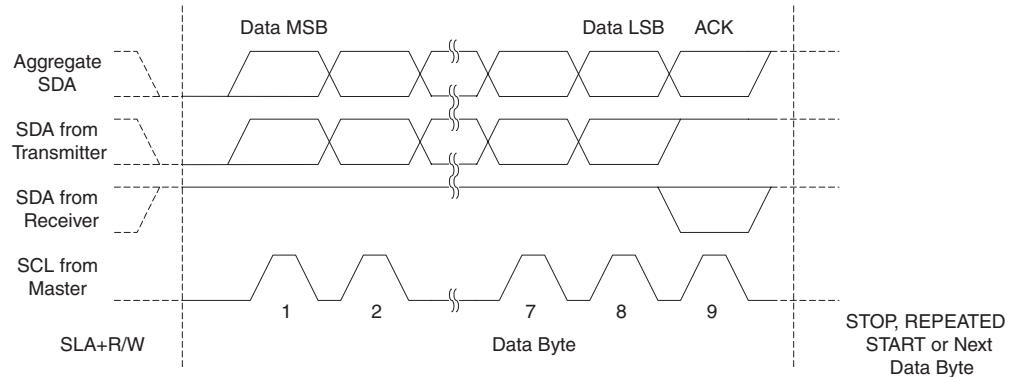 Data MSB
Data LSB
ACK
Aggregate
SDA
SDA from
Transmitter
SDA from
Receiver
SCL from
Master
1
2
7
8
9
SLA+R/W
Data Byte
STOP, REPEATED
START or Next
Data Byte